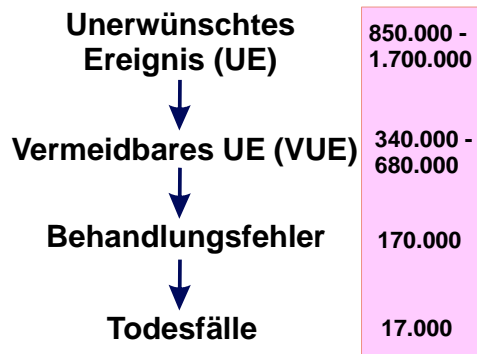 Unerwünschtes
Ereignis (UE)
850.000 -
1.700.000
Vermeidbares UE (VUE)
340.000 -
680.000
Behandlungsfehler
170.000
Todesfälle
17.000